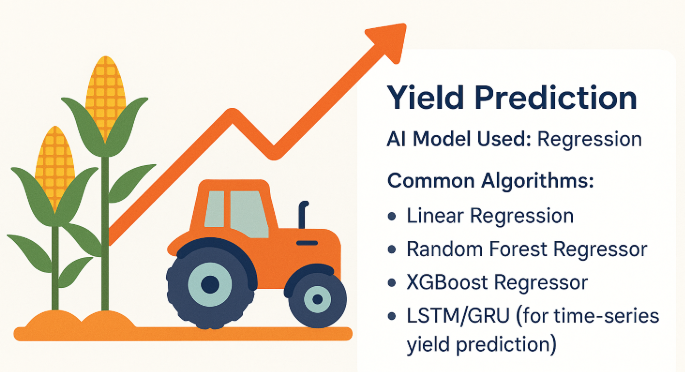 Yield Prediction
AI Model Used: Regression
Common Algorithms:
• Linear Regression
• Random Forest Regressor
• XGBoost Regressor
• LSTM/GRU (for time-series
yield prediction)